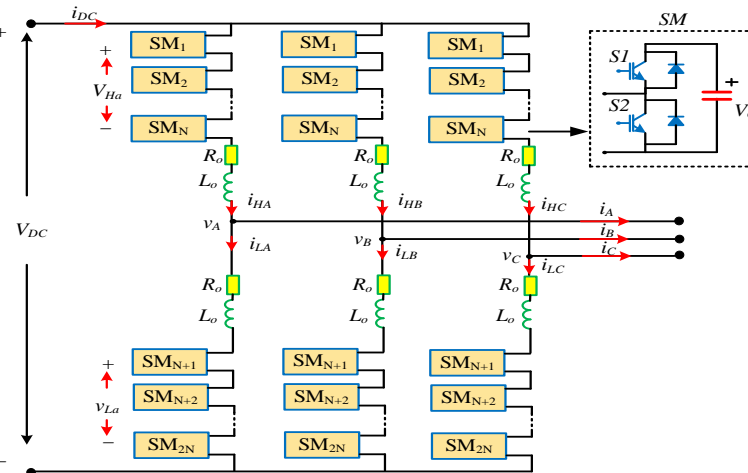 i_DC
SM
+
SM_1 SM_1 SM_1
+
V_Ha
−
SM_2 SM_2 SM_2
SM_N SM_N SM_N
S1
S2
+
R_o R_o R_o
L_o L_o L_o
i_HA i_HB i_HC
i_A
i_B
i_C
v_A v_B v_C
V_DC
i_LA i_LB i_LC
R_o R_o R_o
L_o L_o L_o
+
v_La
−
SM_N+1 SM_N+1 SM_N+1
SM_N+2 SM_N+2 SM_N+2
SM_2N SM_2N SM_2N
−